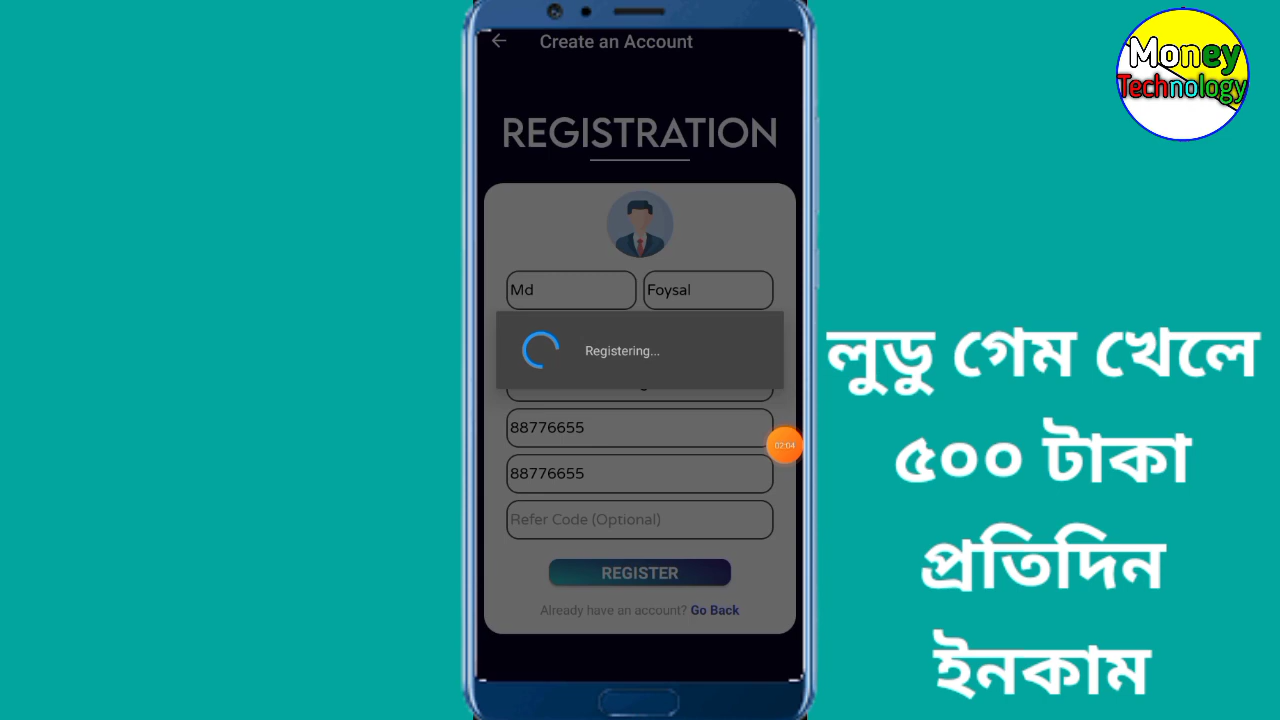 Create an Account
REGISTRATION
Md
Foysal
Registering...
88776655
02:04
88776655
Refer Code (Optional)
REGISTER
Already have an account? Go Back
Money
Technology
লুডু গেম খেলে
৫০০ টাকা
প্রতিদিন
ইনকাম